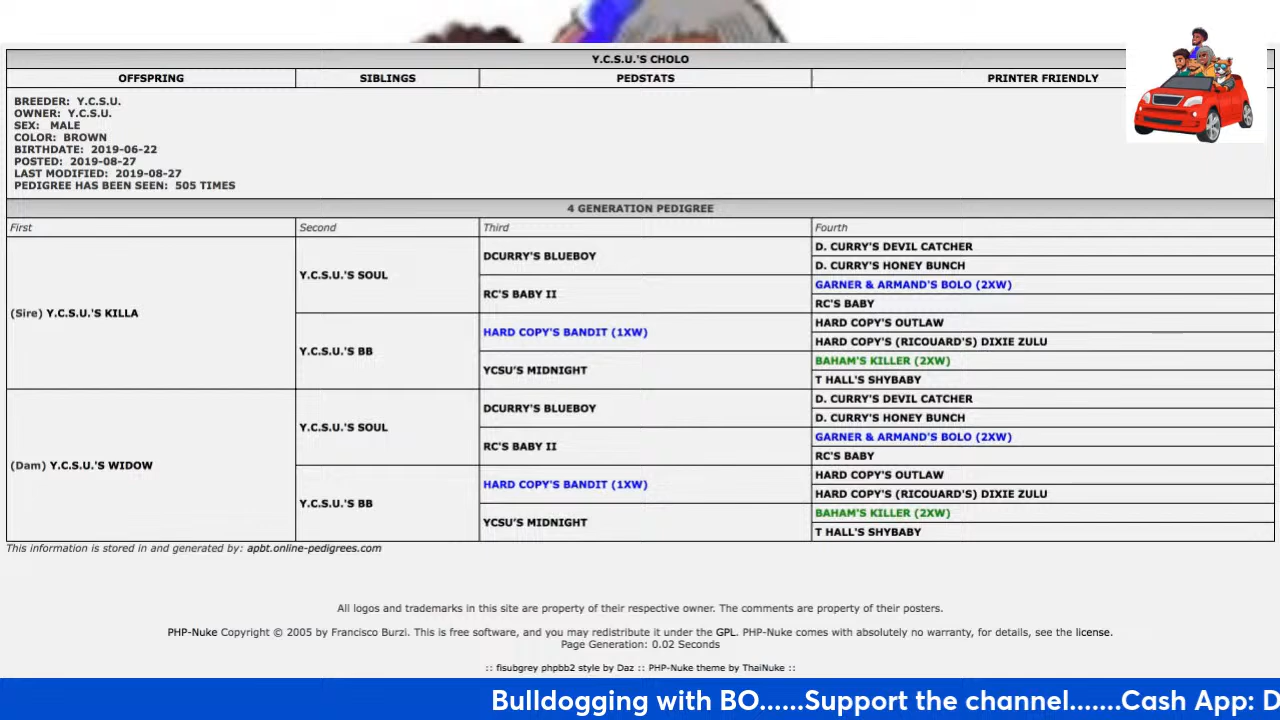 Y.C.S.U.'S CHOLO
OFFSPRING SIBLINGS PEDSTATS PRINTER FRIENDLY
BREEDER: Y.C.S.U.
OWNER: Y.C.S.U.
SEX: MALE
COLOR: BROWN
BIRTHDATE: 2019-06-22
POSTED: 2019-08-27
LAST MODIFIED: 2019-08-27
PEDIGREE HAS BEEN SEEN: 505 TIMES
4 GENERATION PEDIGREE
First Second Third Fourth
(Sire) Y.C.S.U.'S KILLA
Y.C.S.U.'S SOUL
DCURRY'S BLUEBOY
D. CURRY'S DEVIL CATCHER
D. CURRY'S HONEY BUNCH
RC'S BABY II
GARNER & ARMAND'S BOLO (2XW)
RC'S BABY
Y.C.S.U.'S BB
HARD COPY'S BANDIT (1XW)
HARD COPY'S OUTLAW
HARD COPY'S (RICOUARD'S) DIXIE ZULU
YCSU'S MIDNIGHT
BAHAM'S KILLER (2XW)
T HALL'S SHYBABY
(Dam) Y.C.S.U.'S WIDOW
Y.C.S.U.'S SOUL
DCURRY'S BLUEBOY
D. CURRY'S DEVIL CATCHER
D. CURRY'S HONEY BUNCH
RC'S BABY II
GARNER & ARMAND'S BOLO (2XW)
RC'S BABY
Y.C.S.U.'S BB
HARD COPY'S BANDIT (1XW)
HARD COPY'S OUTLAW
HARD COPY'S (RICOUARD'S) DIXIE ZULU
YCSU'S MIDNIGHT
BAHAM'S KILLER (2XW)
T HALL'S SHYBABY
This information is stored in and generated by: apbt.online-pedigrees.com
All logos and trademarks in this site are property of their respective owner. The comments are property of their posters.
PHP-Nuke Copyright © 2005 by Francisco Burzi. This is free software, and you may redistribute it under the GPL. PHP-Nuke comes with absolutely no warranty, for details, see the license.
Page Generation: 0.02 Seconds
:: fisubgrey phpbb2 style by Daz :: PHP-Nuke theme by ThaiNuke ::
Bulldogging with BO......Support the channel.......Cash App: D